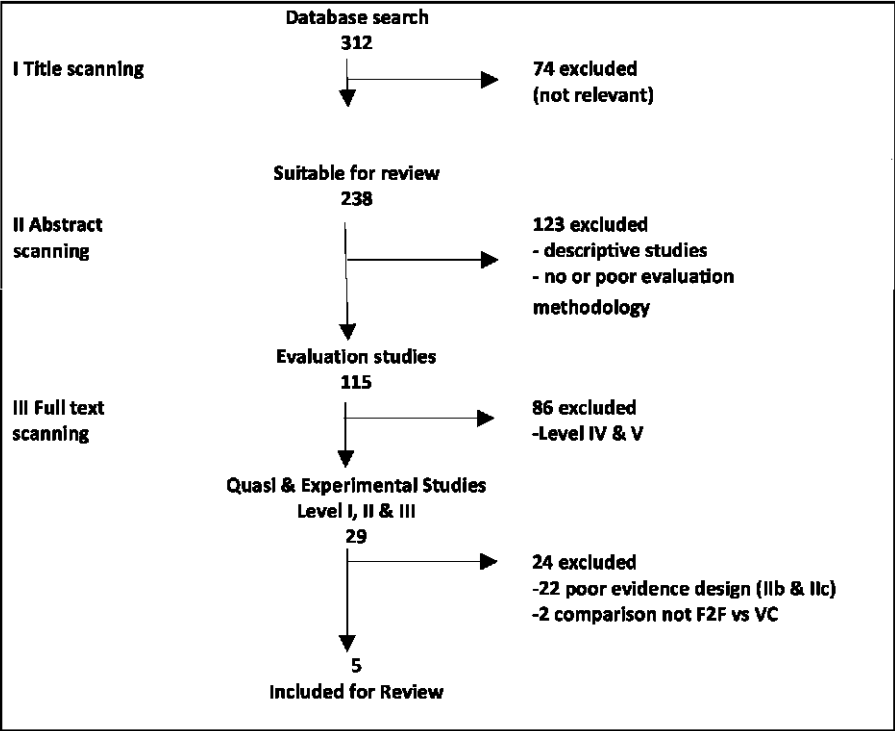 Database search
312
I Title scanning
74 excluded
(not relevant)
Suitable for review
238
II Abstract
scanning
123 excluded
- descriptive studies
- no or poor evaluation
methodology
Evaluation studies
115
III Full text
scanning
86 excluded
-Level IV & V
Quasi & Experimental Studies
Level I, II & III
29
24 excluded
-22 poor evidence design (IIb & IIc)
-2 comparison not F2F vs VC
5
Included for Review